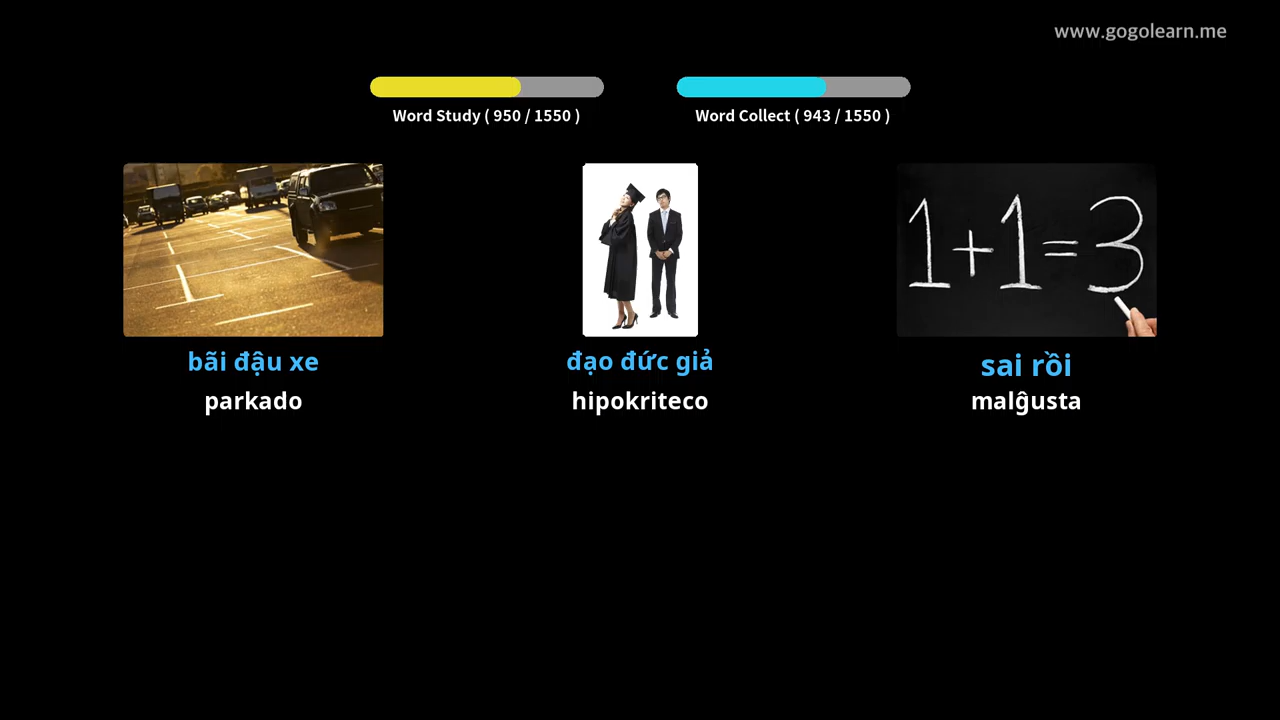 www.gogolearn.me
Word Study ( 950 / 1550 )
Word Collect ( 943 / 1550 )
1+1=3
bãi đậu xe
đạo đức giả
sai rồi
parkado
hipokriteco
malĝusta